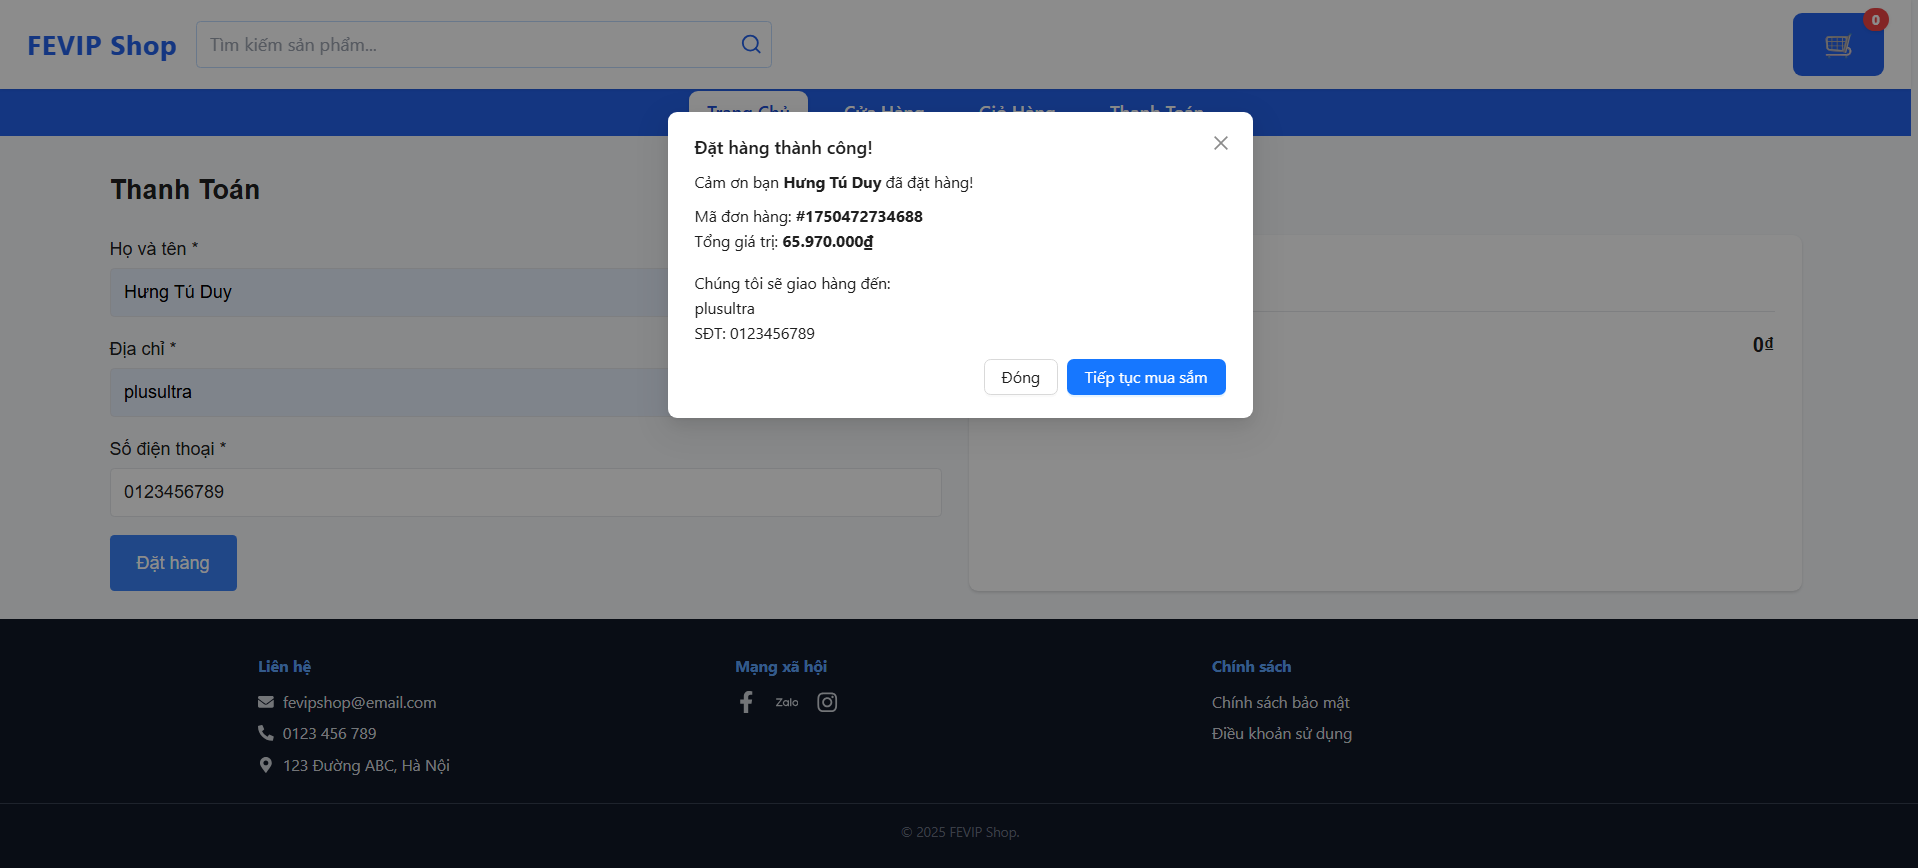 FEVIP Shop
Tìm kiếm sản phẩm...
0
Trang Chủ
Cửa Hàng
Giỏ Hàng
Thanh Toán
Đặt hàng thành công!
Cảm ơn bạn Hưng Tú Duy đã đặt hàng!
Mã đơn hàng: #1750472734688
Tổng giá trị: 65.970.000₫
Chúng tôi sẽ giao hàng đến:
plusultra
SĐT: 0123456789
Đóng
Tiếp tục mua sắm
Thanh Toán
Họ và tên *
Hưng Tú Duy
Địa chỉ *
plusultra
Số điện thoại *
0123456789
Đặt hàng
0₫
Liên hệ
fevipshop@email.com
0123 456 789
123 Đường ABC, Hà Nội
Mạng xã hội
Zalo
Chính sách
Chính sách bảo mật
Điều khoản sử dụng
© 2025 FEVIP Shop.